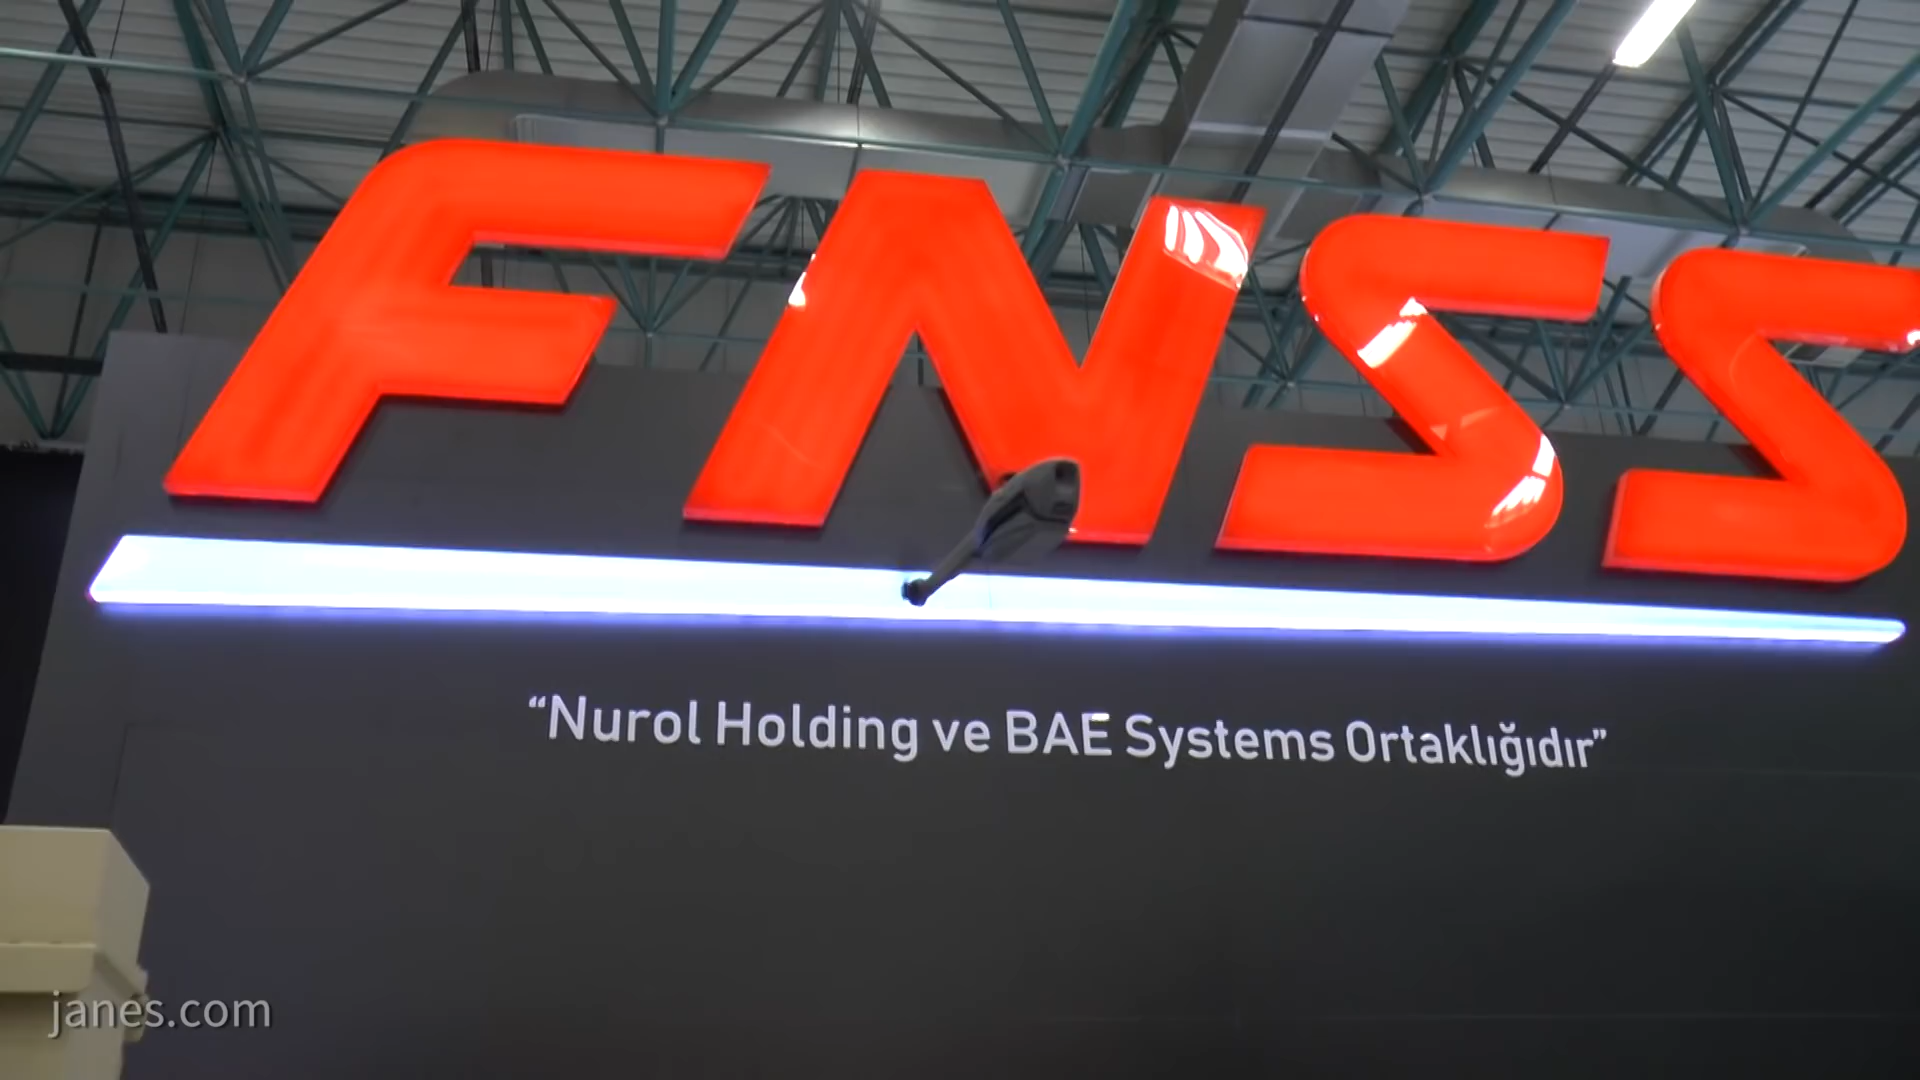 FNSS
“Nurol Holding ve BAE Systems Ortaklığıdır”
janes.com